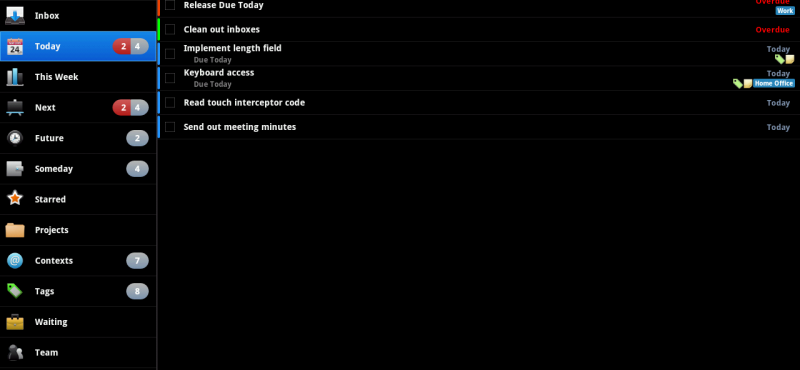 Inbox
24
Today
2 4
This Week
Next
2 4
Future
2
Someday
4
Starred
Projects
@
Contexts
7
Tags
8
Waiting
Team
Release Due Today
Overdue
Work
Clean out inboxes
Overdue
Implement length field
Today
Due Today
Keyboard access
Today
Due Today
Home Office
Read touch interceptor code
Today
Send out meeting minutes
Today